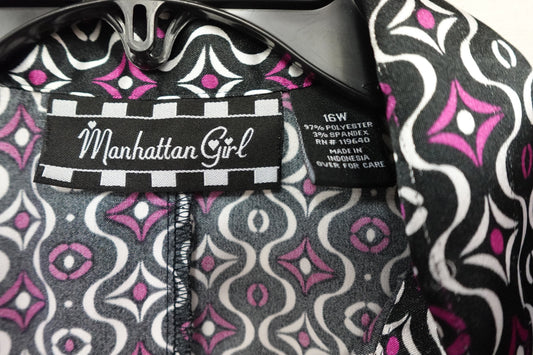 Manhattan Girl
16W
97% POLYESTER
3% SPANDEX
RN# 119640
MADE IN
INDONESIA
OVER FOR CARE